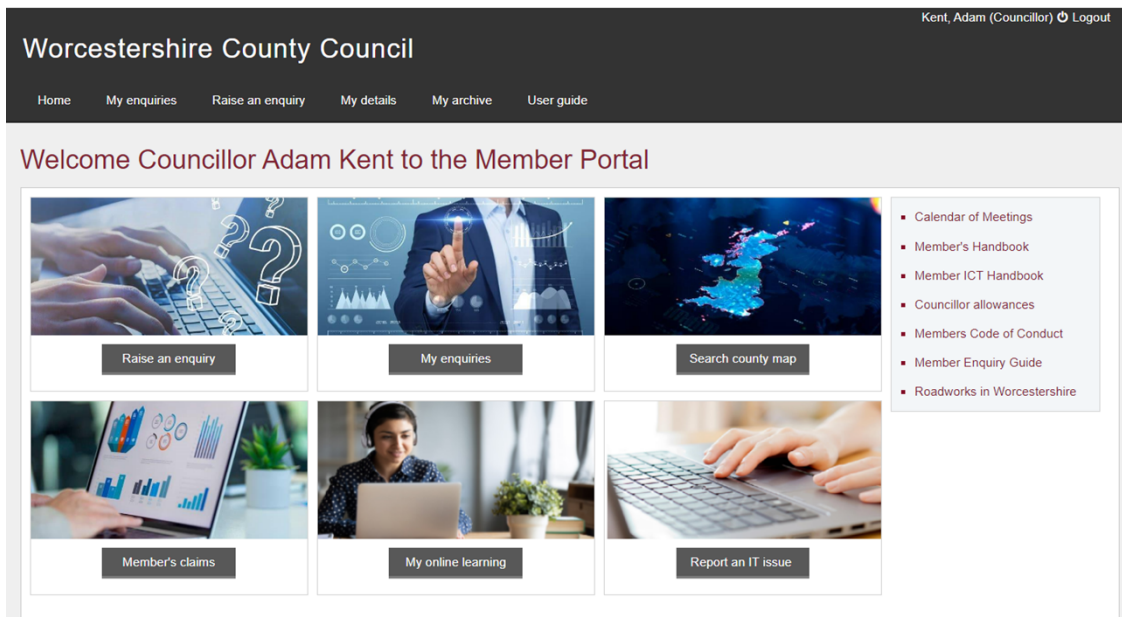 Kent, Adam (Councillor) Logout
Worcestershire County Council
Home My enquiries Raise an enquiry My details My archive User guide
Welcome Councillor Adam Kent to the Member Portal
Raise an enquiry
My enquiries
Search county map
Member's claims
My online learning
Report an IT issue
Calendar of Meetings
Member's Handbook
Member ICT Handbook
Councillor allowances
Members Code of Conduct
Member Enquiry Guide
Roadworks in Worcestershire